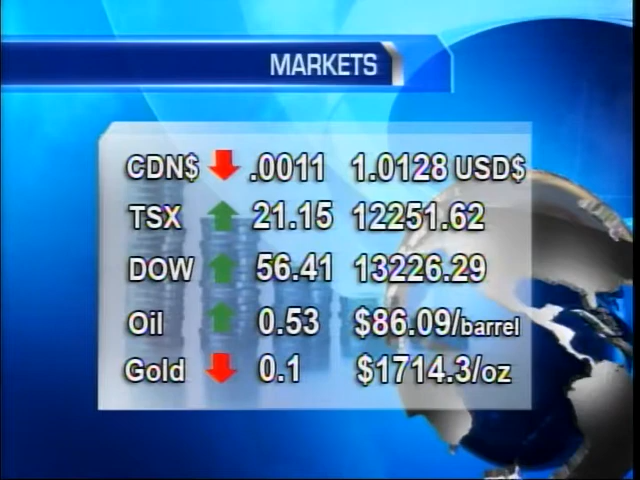 MARKETS
CDN$ .0011 1.0128 USD$
TSX 21.15 12251.62
DOW 56.41 13226.29
Oil 0.53 $86.09/barrel
Gold 0.1 $1714.3/oz